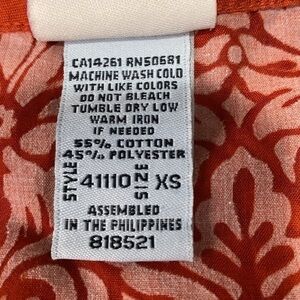 CA14261 RN50681
MACHINE WASH COLD
WITH LIKE COLORS
DO NOT BLEACH
TUMBLE DRY LOW
WARM IRON
IF NEEDED
55% COTTON
45% POLYESTER
STYLE 41110 SIZE XS
ASSEMBLED
IN THE PHILIPPINES
818521